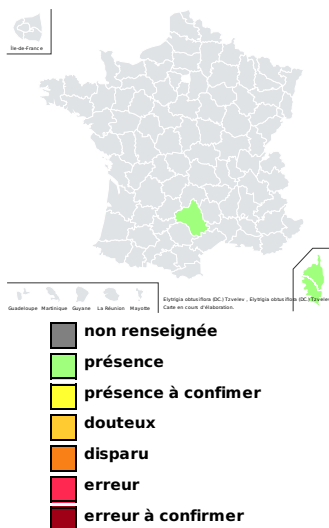 Île-de-France
Elytrigia obtusiflora (DC.) Tzvelev , Elytrigia obtusiflora (DC.) Tzvelev
Carte en cours d'élaboration.
Guadeloupe Martinique Guyane La Réunion Mayotte
non renseignée
présence
présence à confimer
douteux
disparu
erreur
erreur à confirmer